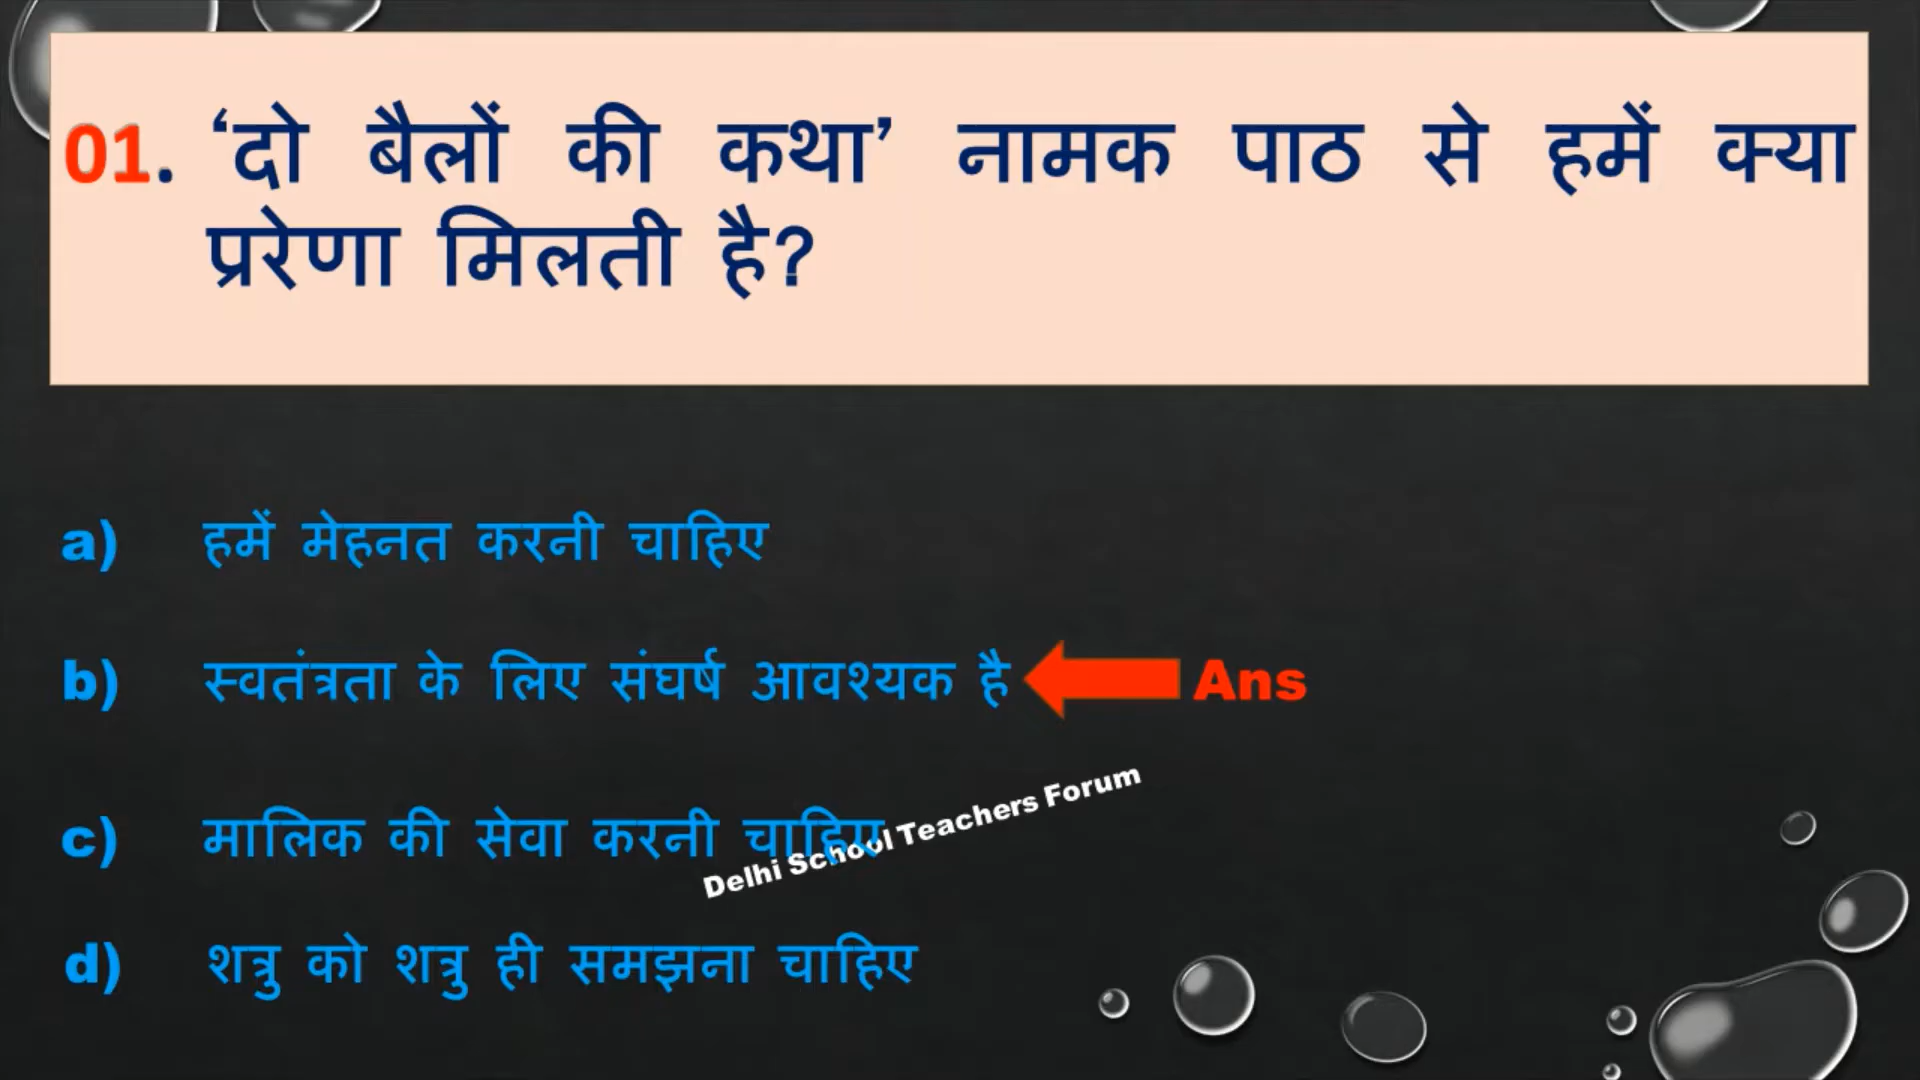 01. ‘दो बैलों की कथा’ नामक पाठ से हमें क्या
प्ररेणा मिलती है?
a) हमें मेहनत करनी चाहिए
b) स्वतंत्रता के लिए संघर्ष आवश्यक है Ans
c) मालिक की सेवा करनी चाहिए
Delhi School Teachers Forum
d) शत्रु को शत्रु ही समझना चाहिए